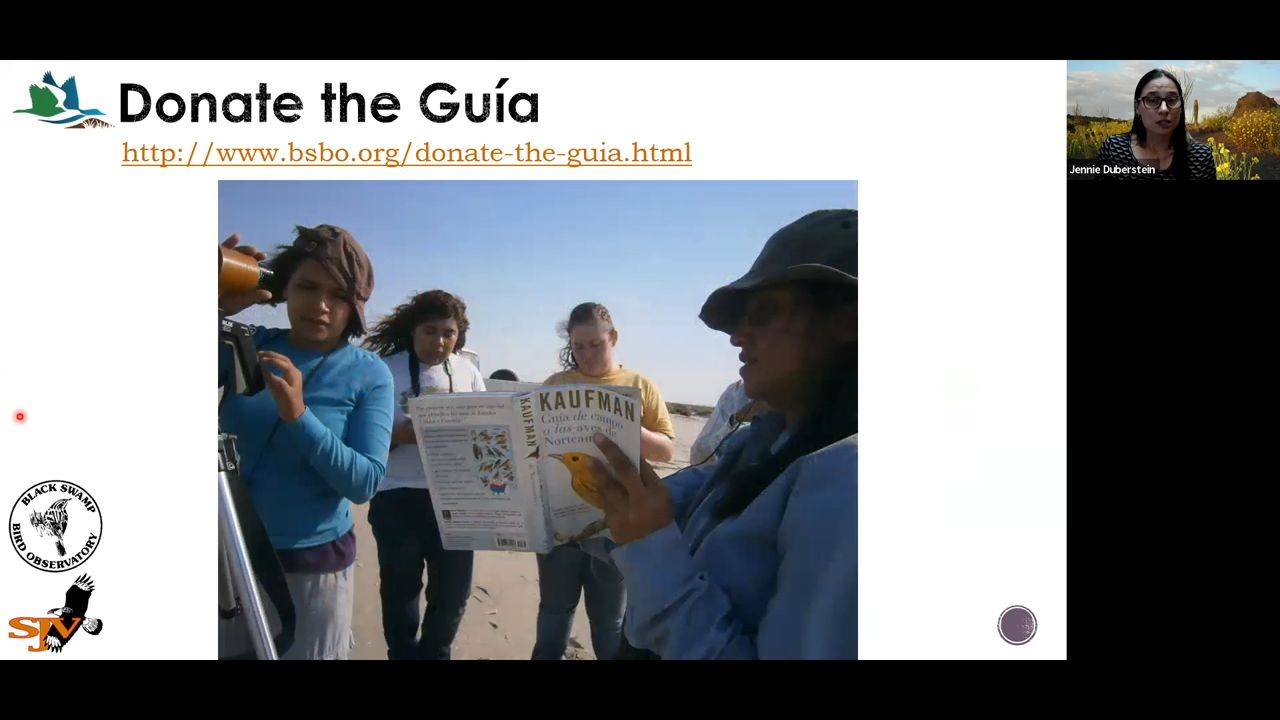 Donate the Guía
http://www.bsbo.org/donate-the-guia.html
Jennie Duberstein
KAUFMAN
KAUFMAN
Guía de campo
a las aves de
BLACK SWAMP
BIRD OBSERVATORY
SJV